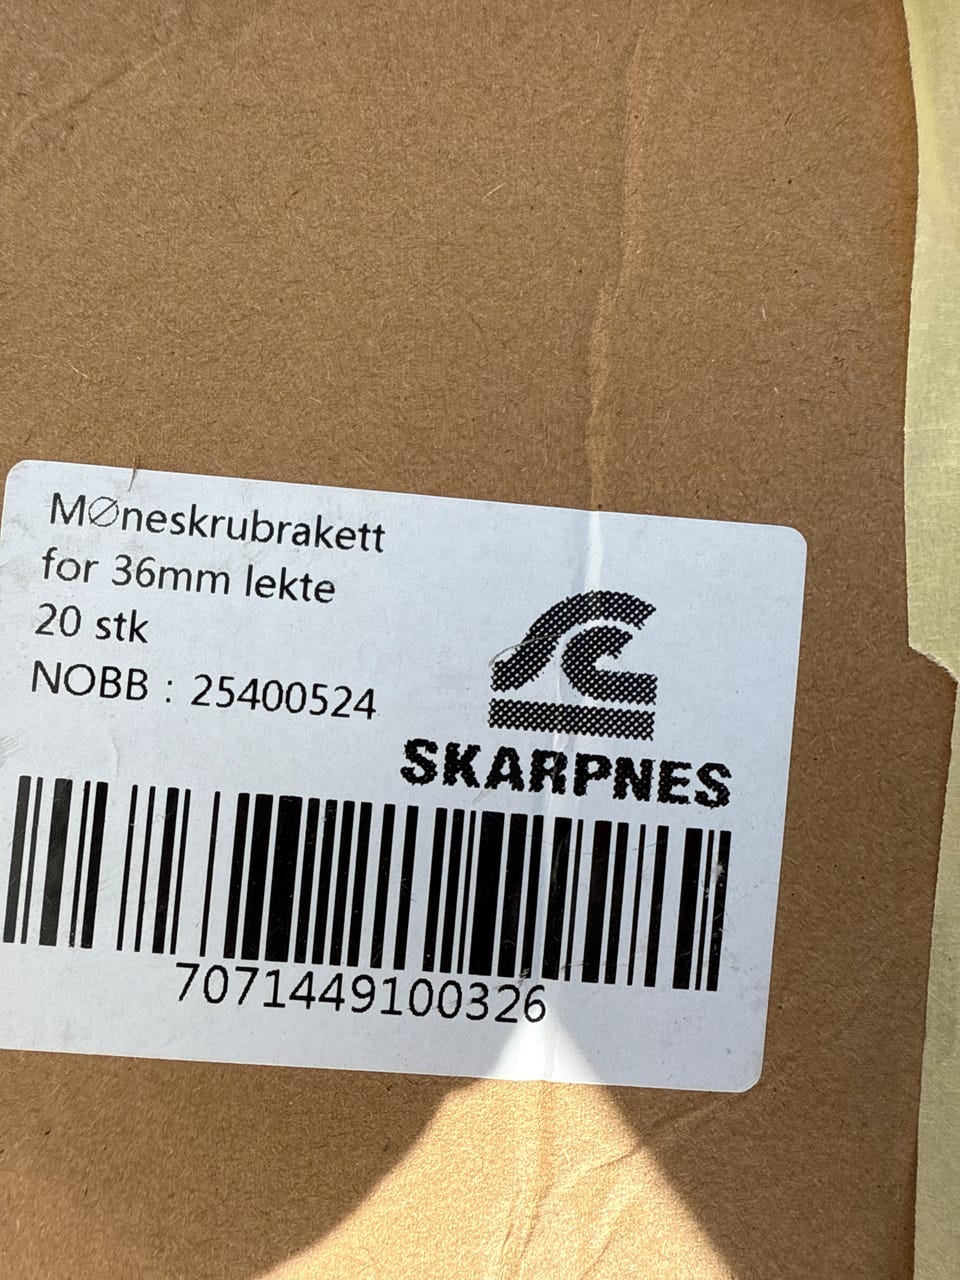 MØneskrubrakett
for 36mm lekte
20 stk
NOBB : 25400524
SKARPNES
7071449100326